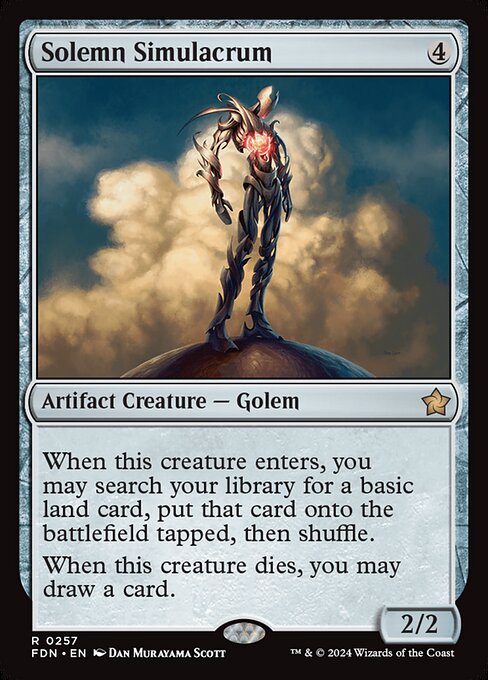 Solemn Simulacrum 4
Artifact Creature — Golem
When this creature enters, you
may search your library for a basic
land card, put that card onto the
battlefield tapped, then shuffle.
When this creature dies, you may
draw a card.
2/2
R 0257
FDN • EN Dan Murayama Scott
™ & © 2024 Wizards of the Coast